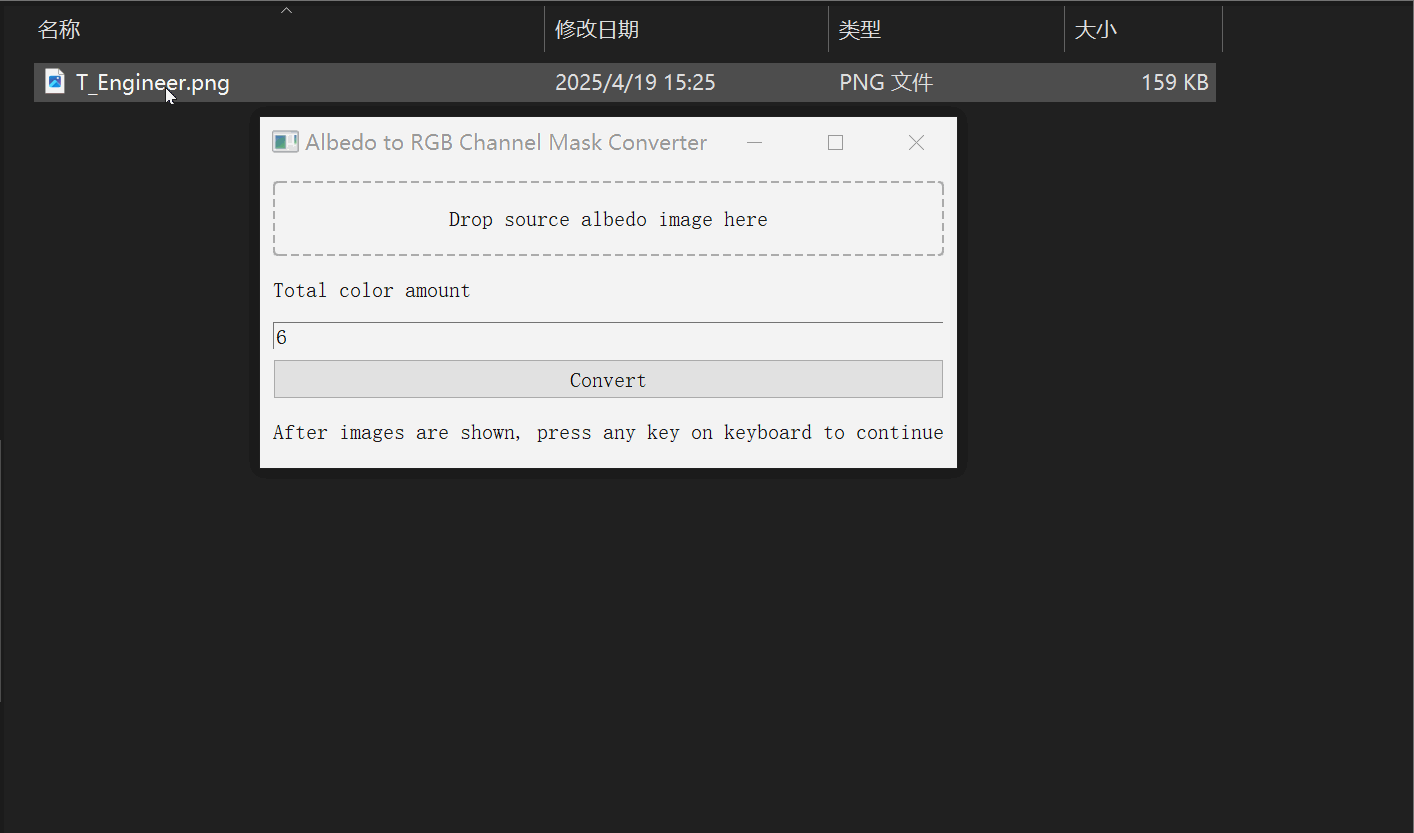 名称 修改日期 类型 大小
T_Engineer.png 2025/4/19 15:25 PNG 文件 159 KB
Albedo to RGB Channel Mask Converter
Drop source albedo image here
Total color amount
6
Convert
After images are shown, press any key on keyboard to continue